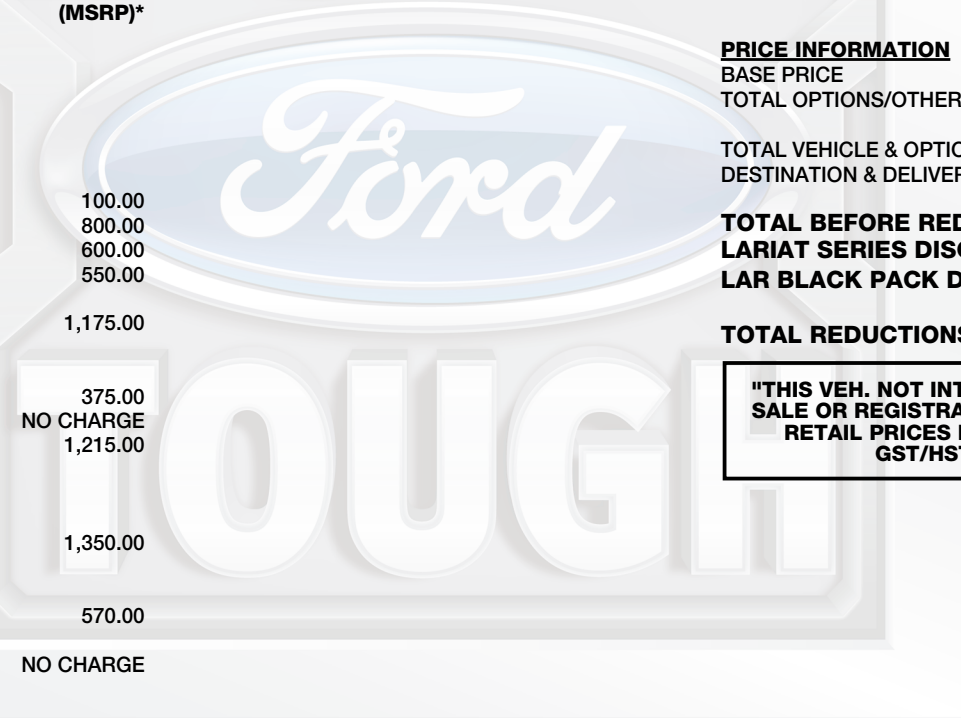 (MSRP)*
100.00
800.00
600.00
550.00
1,175.00
375.00
NO CHARGE
1,215.00
1,350.00
570.00
NO CHARGE
Ford
TOUGH
PRICE INFORMATION
BASE PRICE
TOTAL OPTIONS/OTHER
TOTAL VEHICLE & OPTIO
DESTINATION & DELIVER
TOTAL BEFORE RED
LARIAT SERIES DISC
LAR BLACK PACK D
TOTAL REDUCTIONS
"THIS VEH. NOT INT
SALE OR REGISTRA
RETAIL PRICES
GST/HST